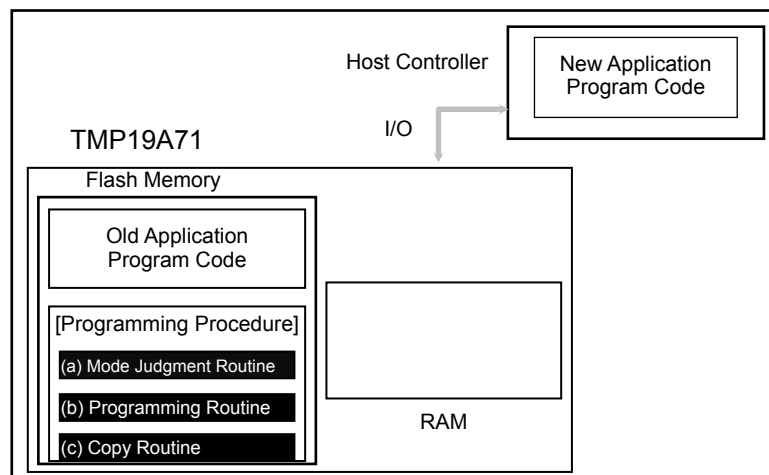 Host Controller
New Application
Program Code
I/O
TMP19A71
Flash Memory
Old Application
Program Code
[Programming Procedure]
(a) Mode Judgment Routine
(b) Programming Routine
(c) Copy Routine
RAM